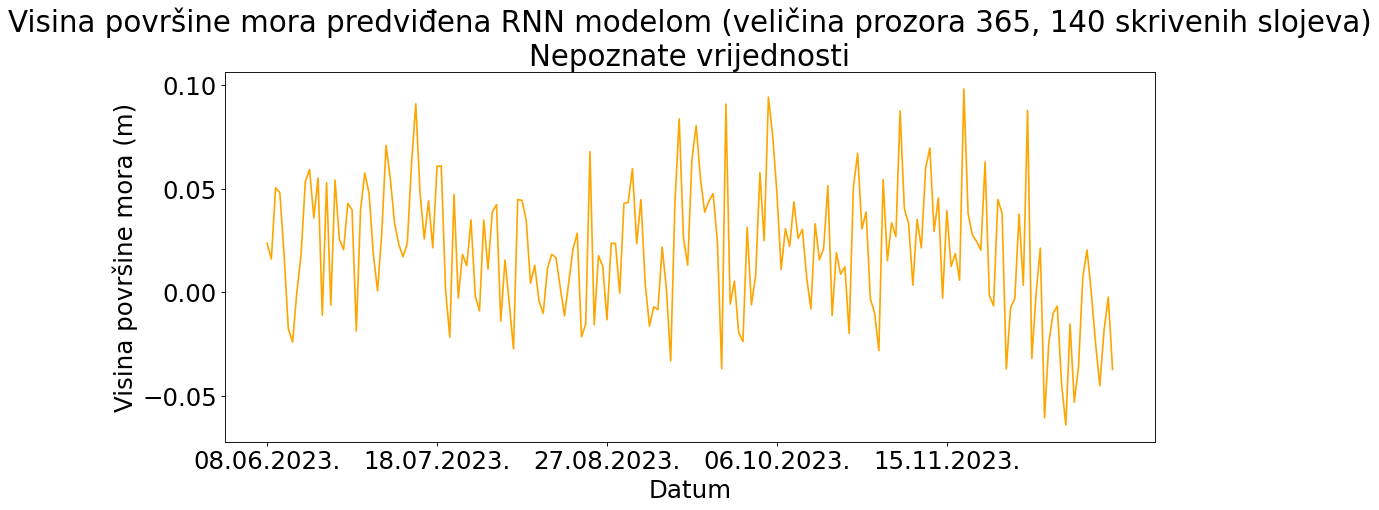 Visina površine mora predviđena RNN modelom (veličina prozora 365, 140 skrivenih slojeva)
Nepoznate vrijednosti
Visina površine mora (m)
0.10
0.05
0.00
−0.05
08.06.2023. 18.07.2023. 27.08.2023. 06.10.2023. 15.11.2023.
Datum